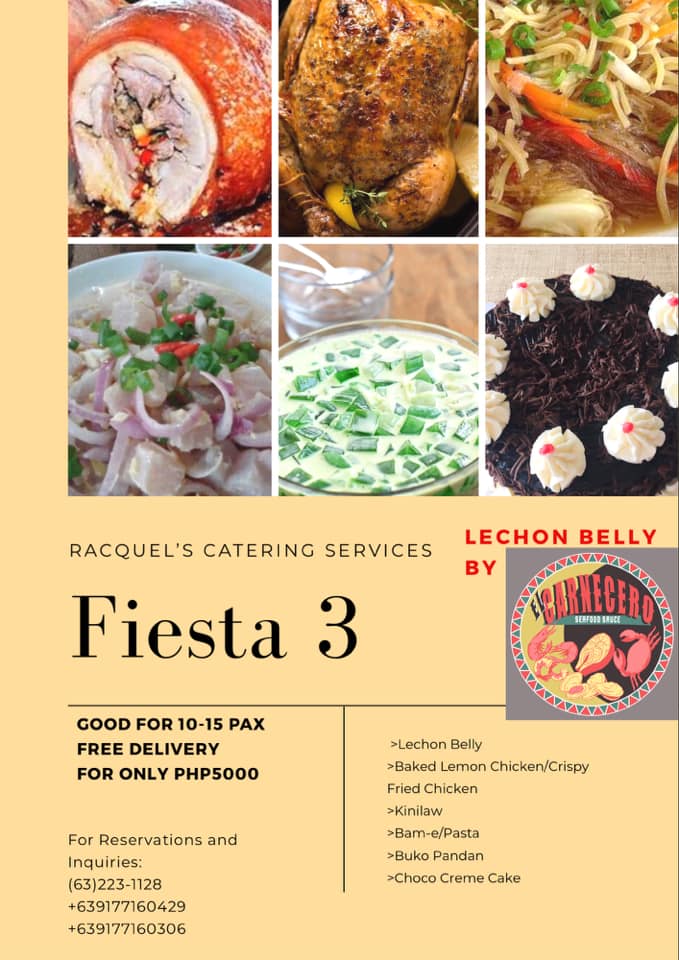 RACQUEL'S CATERING SERVICES
Fiesta 3
LECHON BELLY
BY
EL CARNECERO
SEAFOOD SAUCE
GOOD FOR 10-15 PAX
FREE DELIVERY
FOR ONLY PHP5000
For Reservations and
Inquiries:
(63)223-1128
+639177160429
+639177160306
>Lechon Belly
>Baked Lemon Chicken/Crispy
Fried Chicken
>Kinilaw
>Bam-e/Pasta
>Buko Pandan
>Choco Creme Cake